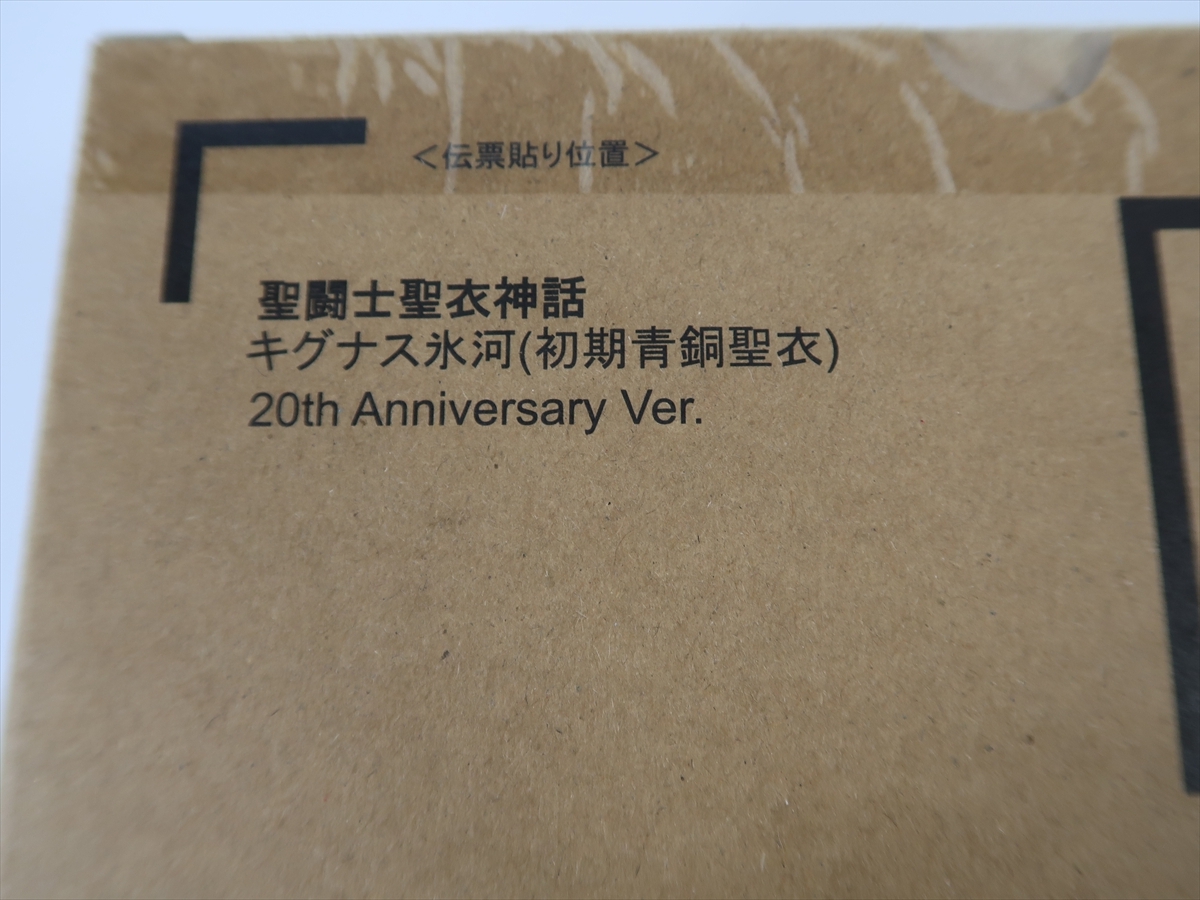 ＜伝票貼り位置＞
聖闘士聖衣神話
キグナス氷河(初期青銅聖衣)
20th Anniversary Ver.